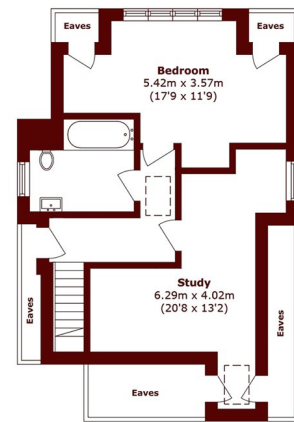 Eaves
Eaves
Bedroom
5.42m x 3.57m
(17'9 x 11'9)
Study
6.29m x 4.02m
(20'8 x 13'2)
Eaves
Eaves
Eaves